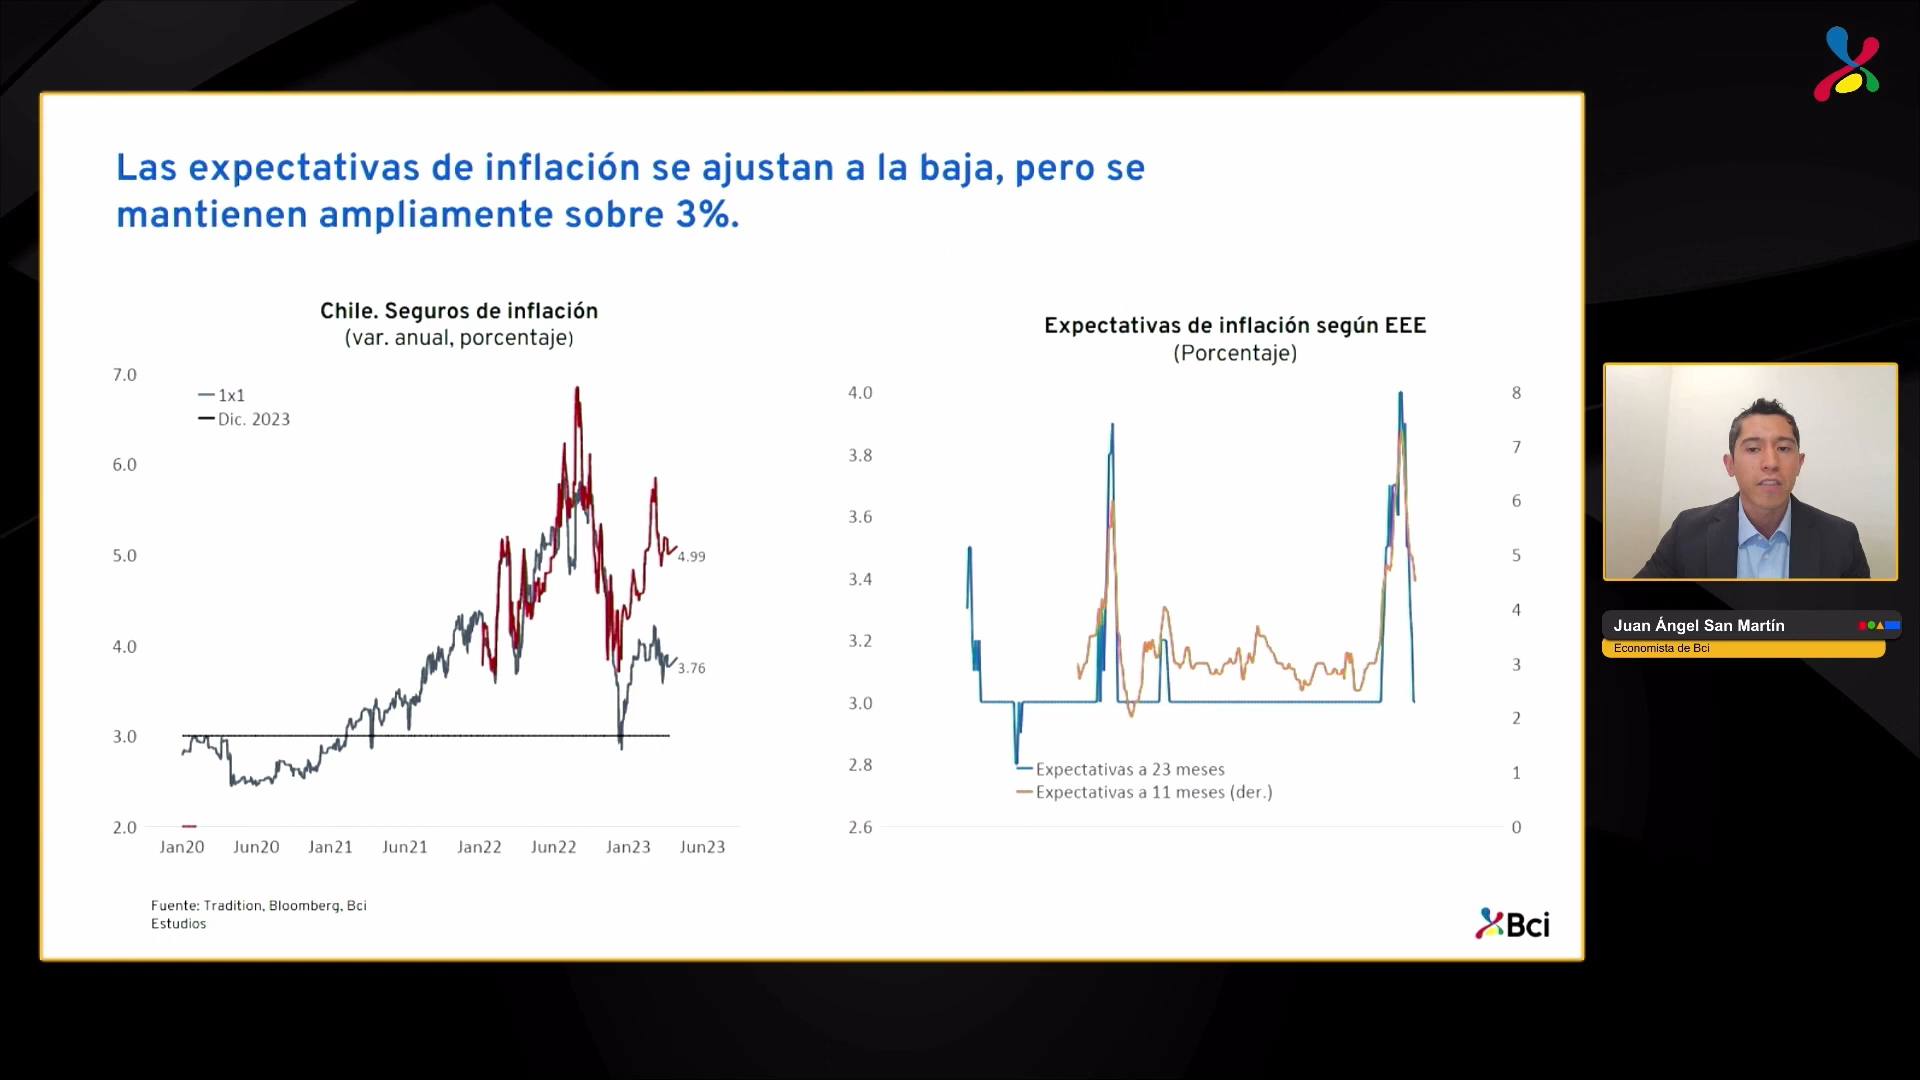 Las expectativas de inflación se ajustan a la baja, pero se
mantienen ampliamente sobre 3%.
Chile. Seguros de inflación
(var. anual, porcentaje)
7.0
6.0
5.0
4.0
3.0
2.0
1x1
Dic. 2023
4.99
3.76
Jan20 Jun20 Jan21 Jun21 Jan22 Jun22 Jan23 Jun23
Fuente: Tradition, Bloomberg, Bci
Estudios
Expectativas de inflación según EEE
(Porcentaje)
4.0
3.8
3.6
3.4
3.2
3.0
2.8
2.6
8
7
6
5
4
3
2
1
0
Expectativas a 23 meses
Expectativas a 11 meses (der.)
Bci
Juan Ángel San Martín
Economista de Bci